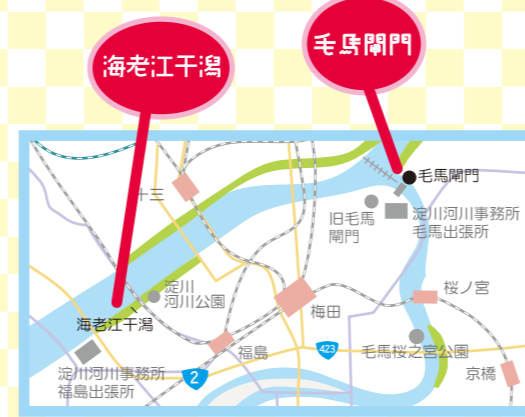 海老江干潟
毛馬閘門
毛馬閘門
十三
旧毛馬
閘門
淀川河川事務所
毛馬出張所
淀川
河川公園
桜ノ宮
海老江干潟
梅田
福島
423
毛馬桜之宮公園
淀川河川事務所
福島出張所
2
京橋